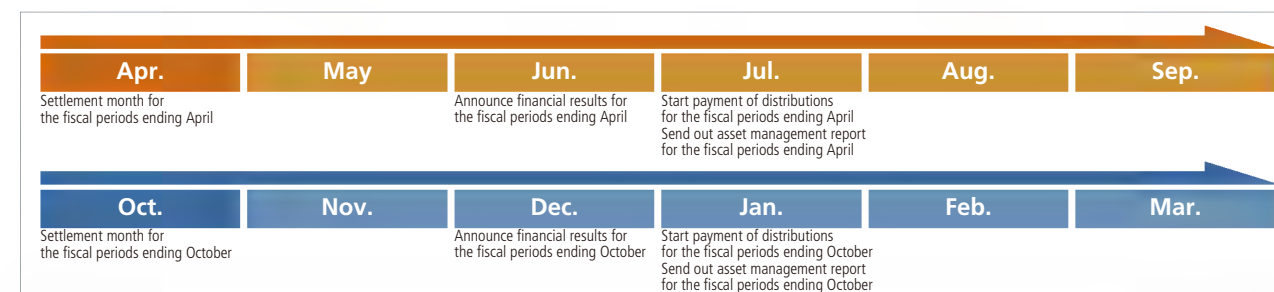 Apr. May Jun. Jul. Aug. Sep.
Settlement month for
the fiscal periods ending April
Announce financial results for
the fiscal periods ending April
Start payment of distributions
for the fiscal periods ending April
Send out asset management report
for the fiscal periods ending April
Oct. Nov. Dec. Jan. Feb. Mar.
Settlement month for
the fiscal periods ending October
Announce financial results for
the fiscal periods ending October
Start payment of distributions
for the fiscal periods ending October
Send out asset management report
for the fiscal periods ending October